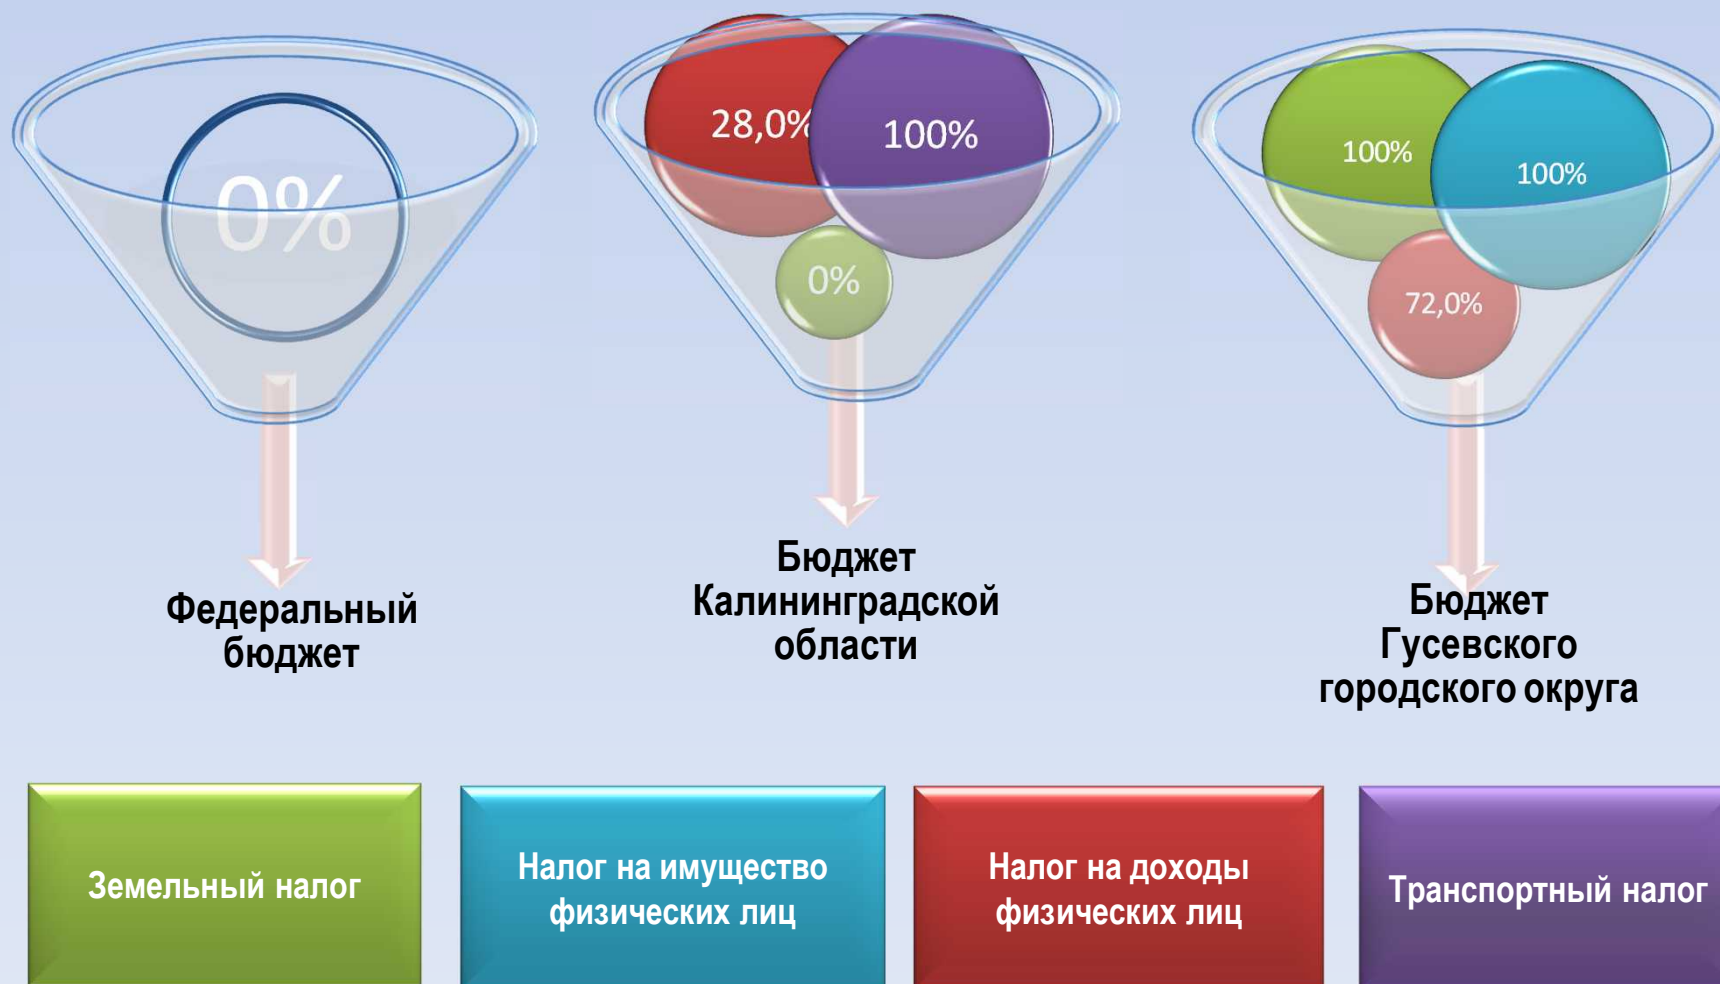 0%
Федеральный
бюджет
28,0%
100%
0%
Бюджет
Калининградской
области
100%
100%
72,0%
Бюджет
Гусевского
городского округа
Земельный налог
Налог на имущество
физических лиц
Налог на доходы
физических лиц
Транспортный налог